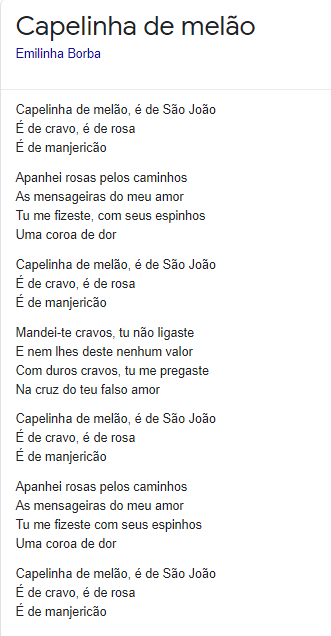 Capelinha de melão
Emilinha Borba
Capelinha de melão, é de São João
É de cravo, é de rosa
É de manjericão
Apanhei rosas pelos caminhos
As mensageiras do meu amor
Tu me fizeste, com seus espinhos
Uma coroa de dor
Capelinha de melão, é de São João
É de cravo, é de rosa
É de manjericão
Mandei-te cravos, tu não ligaste
E nem lhes deste nenhum valor
Com duros cravos, tu me pregaste
Na cruz do teu falso amor
Capelinha de melão, é de São João
É de cravo, é de rosa
É de manjericão
Apanhei rosas pelos caminhos
As mensageiras do meu amor
Tu me fizeste com seus espinhos
Uma coroa de dor
Capelinha de melão, é de São João
É de cravo, é de rosa
É de manjericão